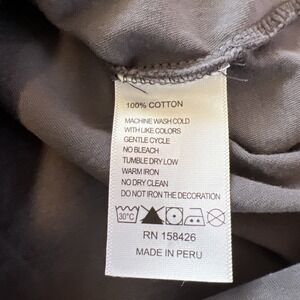 100% COTTON
MACHINE WASH COLD
WITH LIKE COLORS
GENTLE CYCLE
NO BLEACH
TUMBLE DRY LOW
WARM IRON
NO DRY CLEAN
DO NOT IRON THE DECORATION
30°C
RN 158426
MADE IN PERU